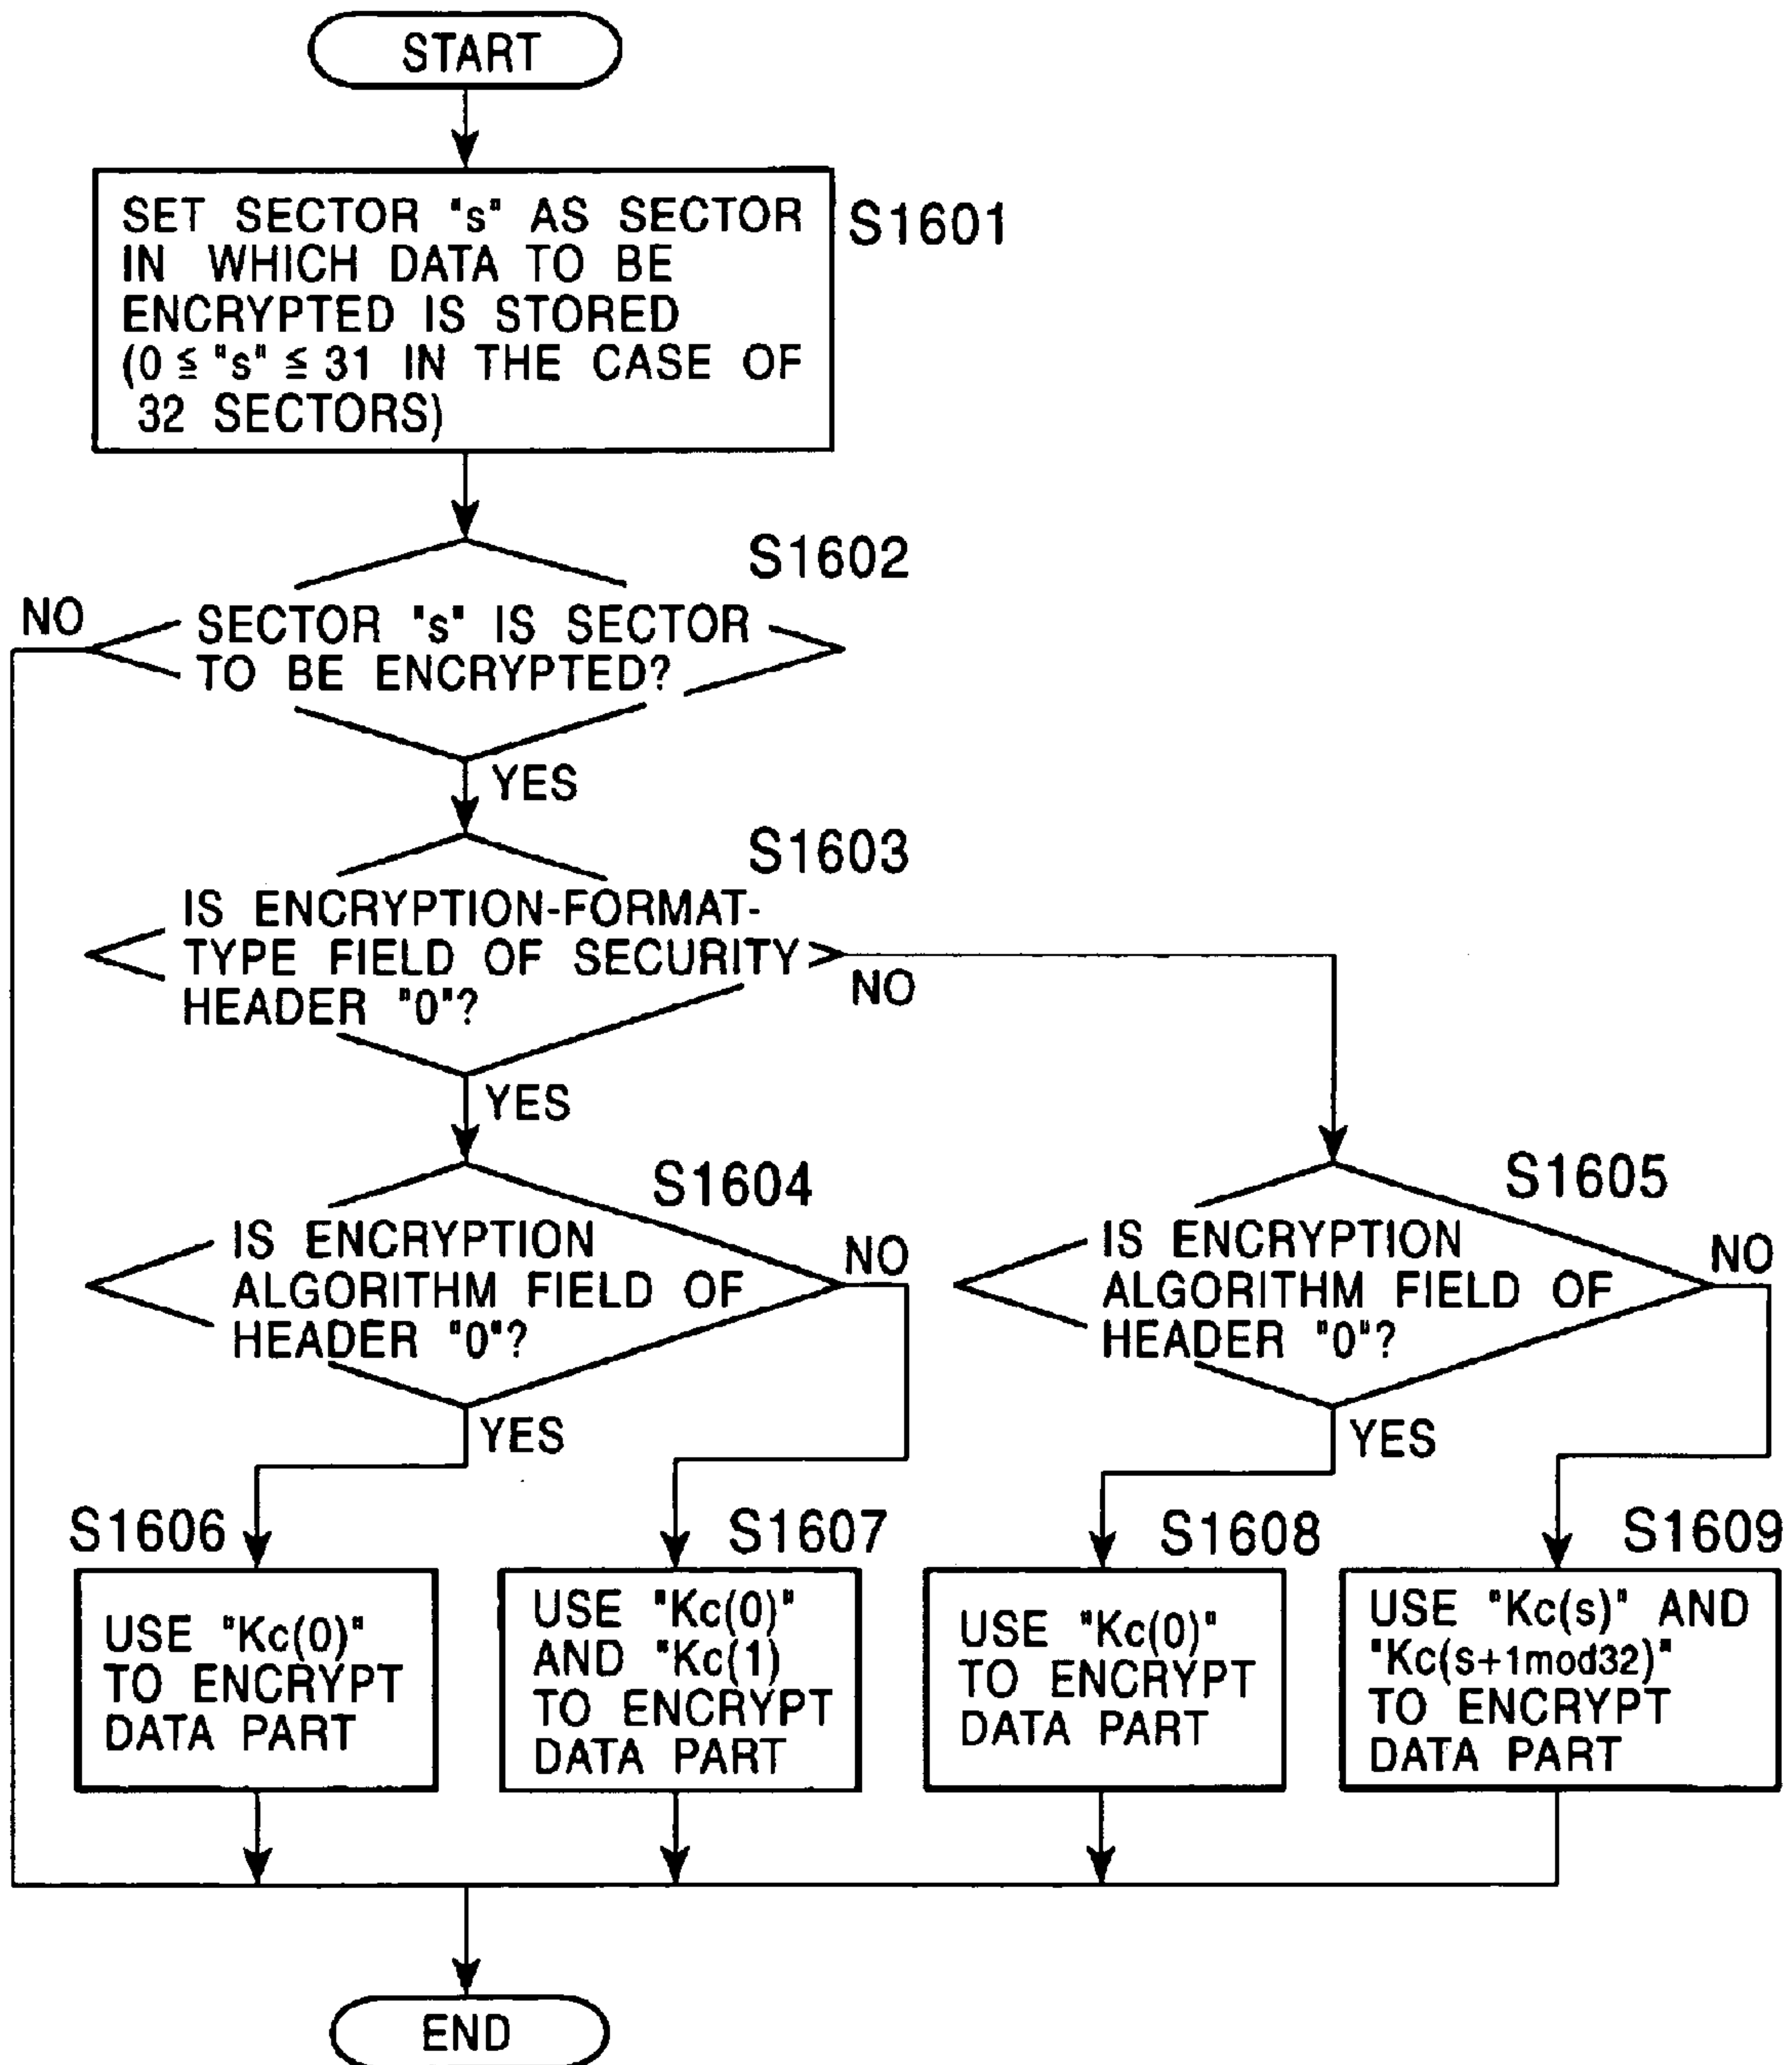 START
SET SECTOR "s" AS SECTOR
IN WHICH DATA TO BE
ENCRYPTED IS STORED
(0 ≦ "s" ≦ 31 IN THE CASE OF
32 SECTORS)
S1601
S1602
NO
SECTOR "s" IS SECTOR
TO BE ENCRYPTED?
YES
S1603
IS ENCRYPTION-FORMAT-
TYPE FIELD OF SECURITY
HEADER "0"?
NO
YES
S1604
IS ENCRYPTION
ALGORITHM FIELD OF
HEADER "0"?
NO
YES
S1605
IS ENCRYPTION
ALGORITHM FIELD OF
HEADER "0"?
NO
YES
S1606
USE "Kc(0)"
TO ENCRYPT
DATA PART
S1607
USE "Kc(0)"
AND "Kc(1)
TO ENCRYPT
DATA PART
S1608
USE "Kc(0)"
TO ENCRYPT
DATA PART
S1609
USE "Kc(s)" AND
"Kc(s+1mod32)"
TO ENCRYPT
DATA PART
END